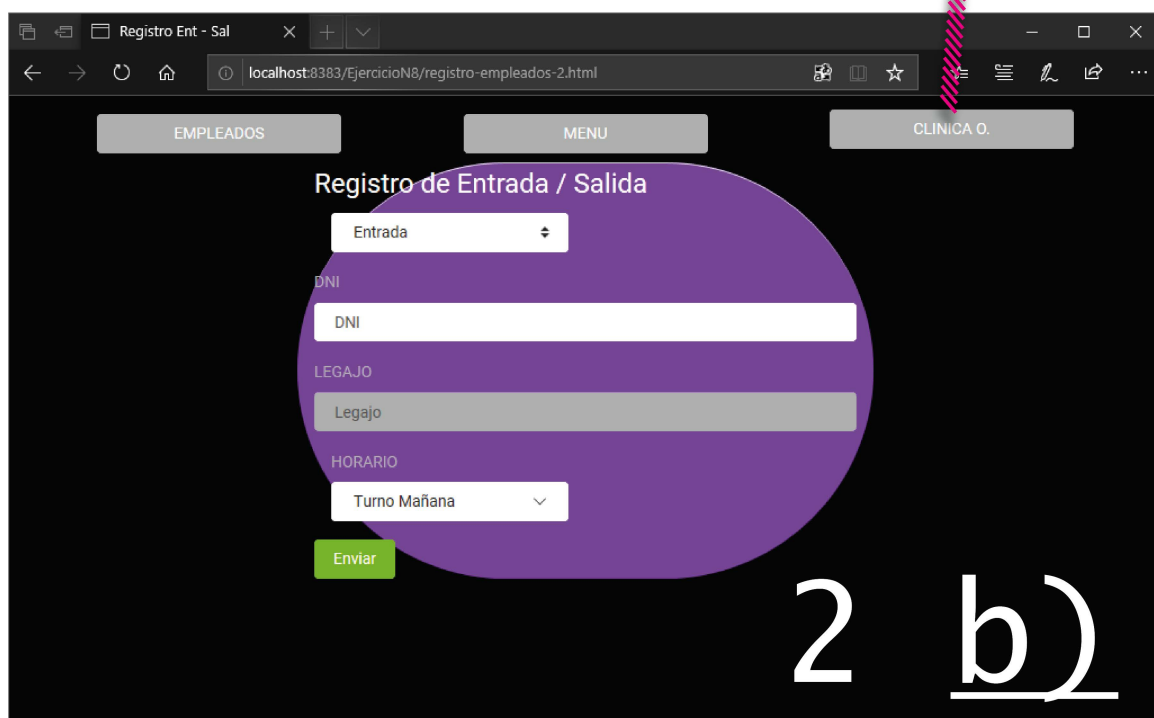 Registro Ent - Sal
localhost:8383/EjercicioN8/registro-empleados-2.html
EMPLEADOS MENU CLINICA O.
Registro de Entrada / Salida
Entrada
DNI
DNI
LEGAJO
Legajo
HORARIO
Turno Mañana
Enviar
2 b)